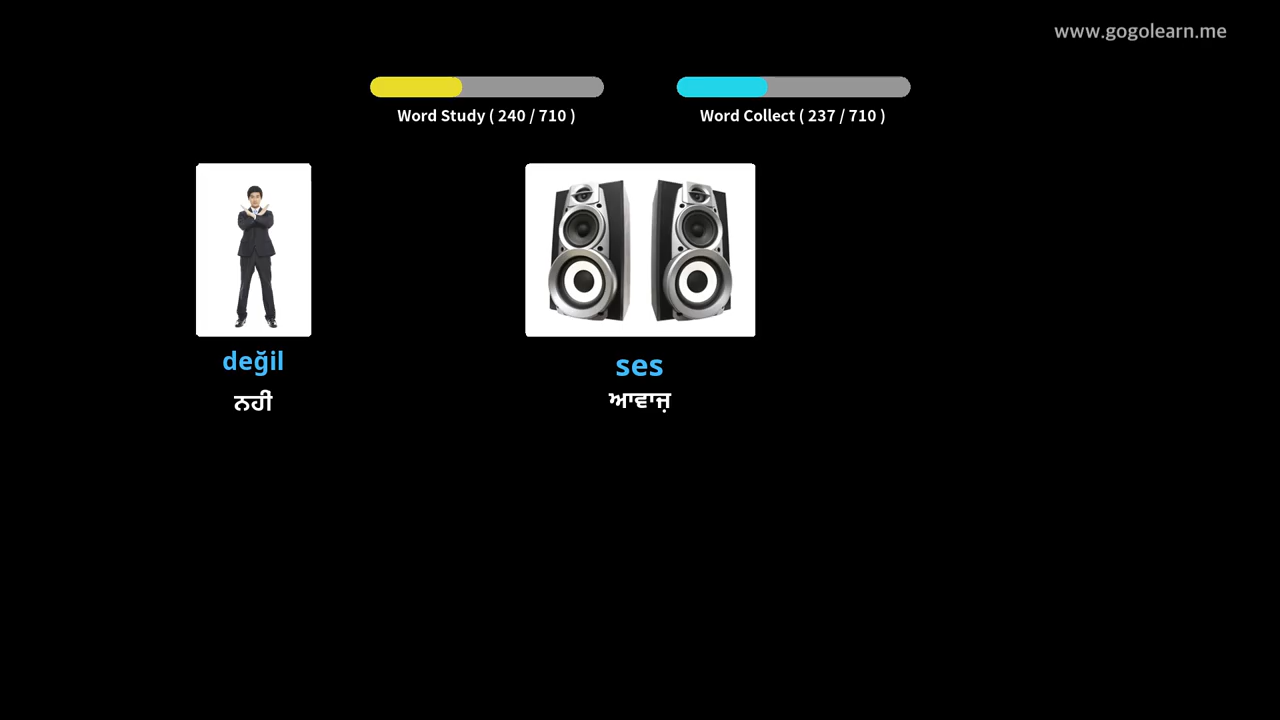 www.gogolearn.me
Word Study ( 240 / 710 )
Word Collect ( 237 / 710 )
değil
ਨਹੀ
ses
ਆਵਾਜ਼